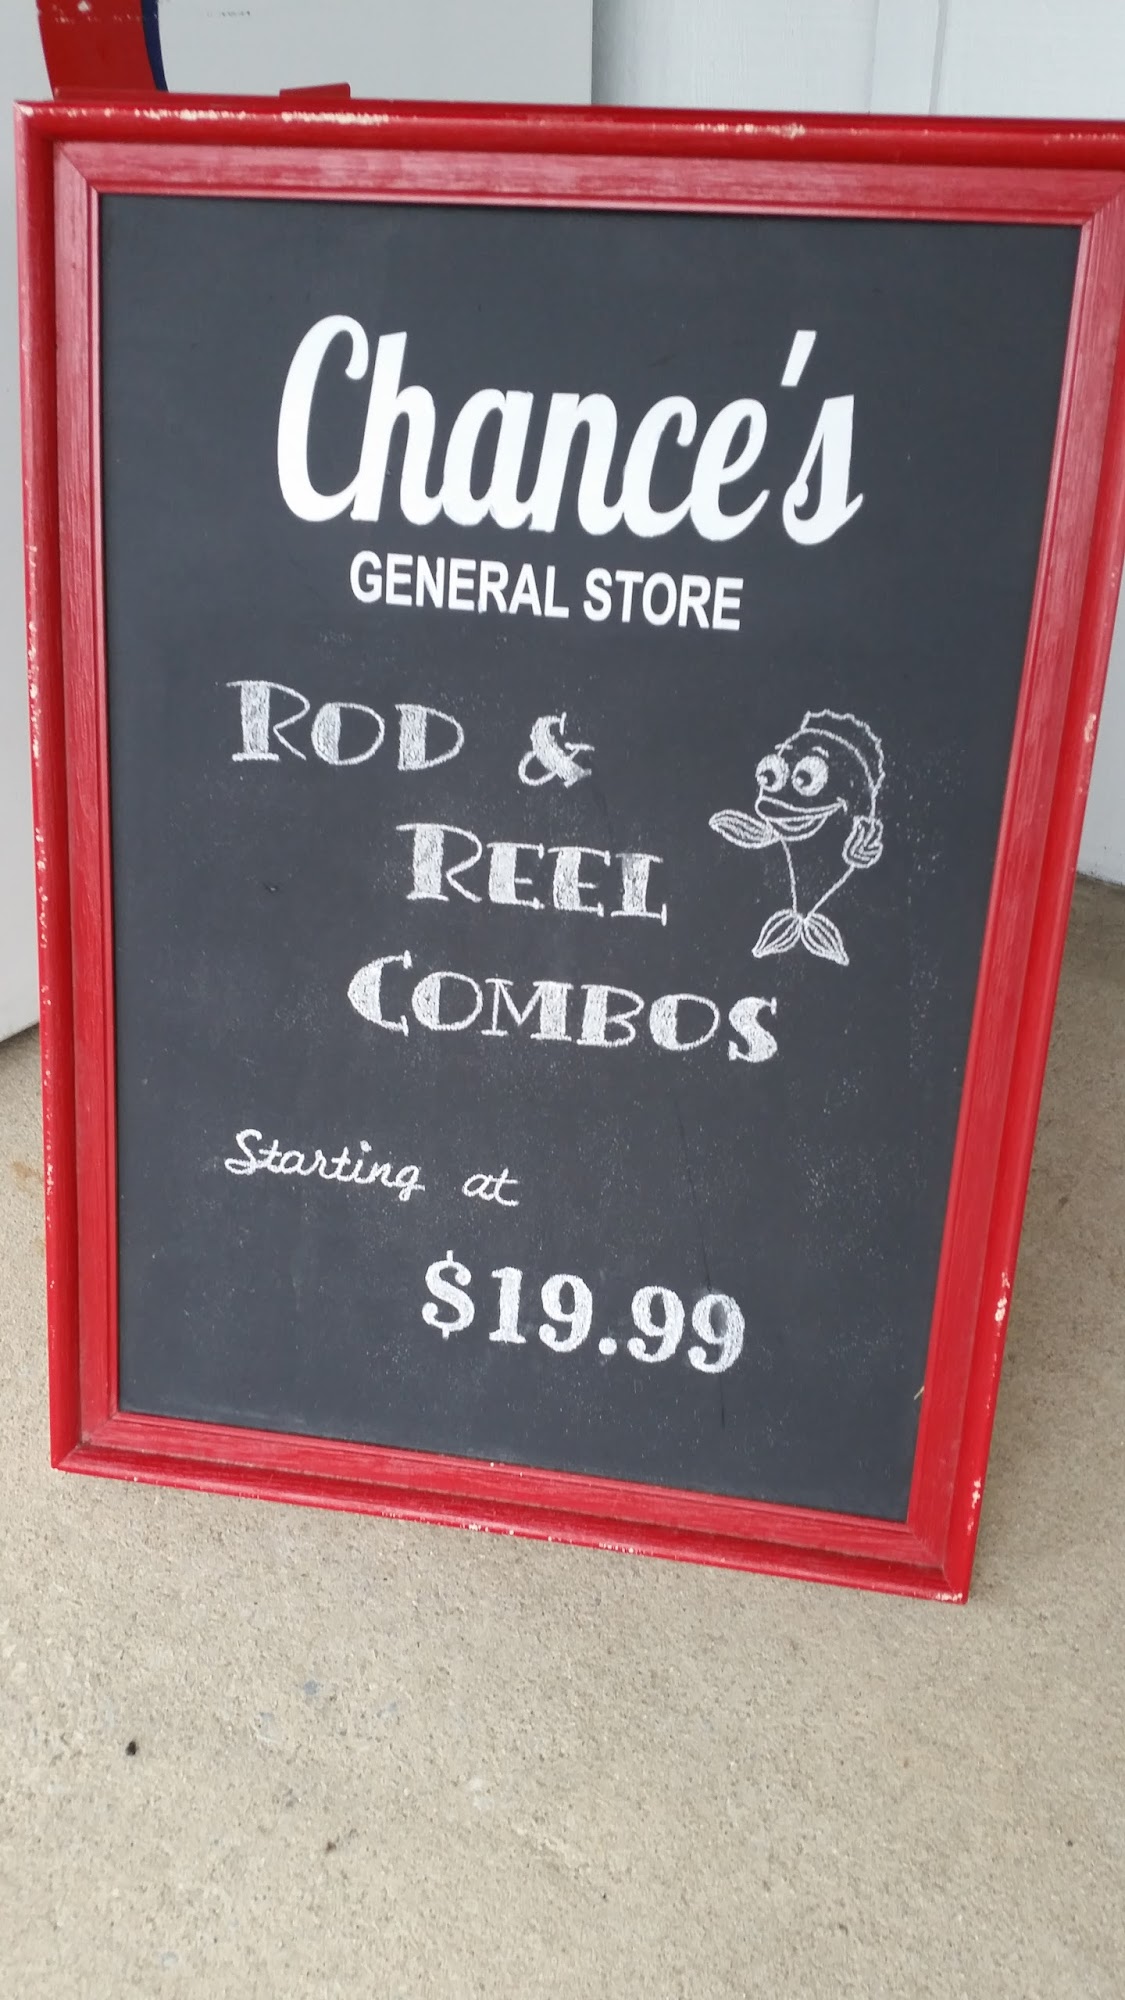 Chance's
GENERAL STORE
ROD &
REEL
COMBOS
Starting at
$19.99